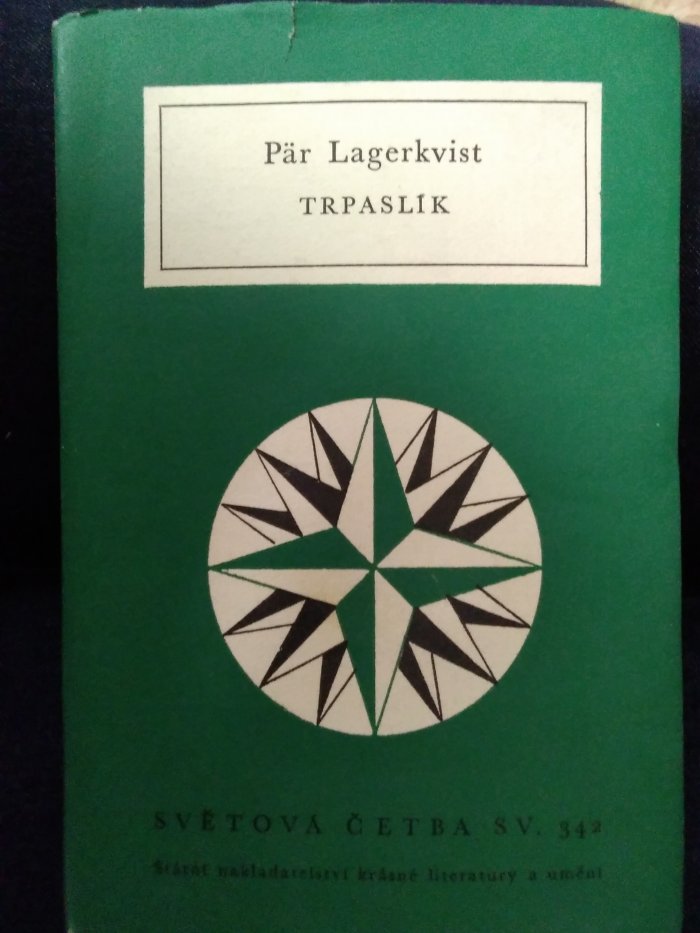 Pär Lagerkvist
TRPASLÍK
SVĚTOVÁ ČETBA SV. 342
Státní nakladatelství krásné literatury a umění